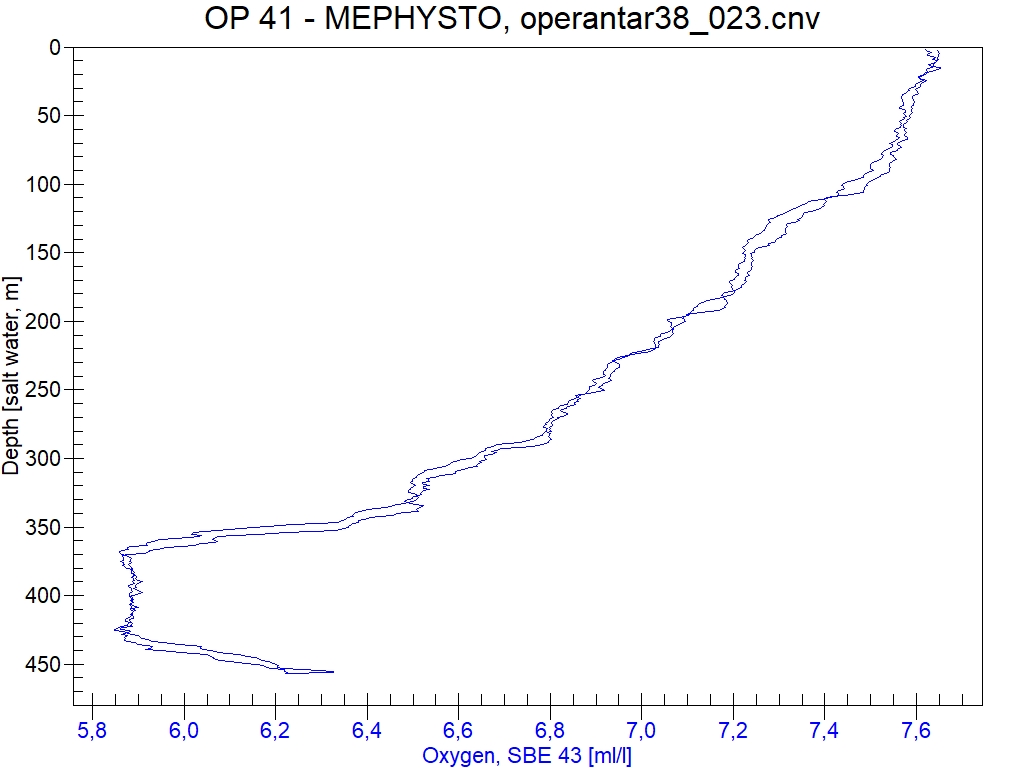 OP 41 - MEPHYSTO, operantar38_023.cnv
0
50
100
150
200
250
300
350
400
450
Depth [salt water, m]
5,8 6,0 6,2 6,4 6,6 6,8 7,0 7,2 7,4 7,6
Oxygen, SBE 43 [ml/l]